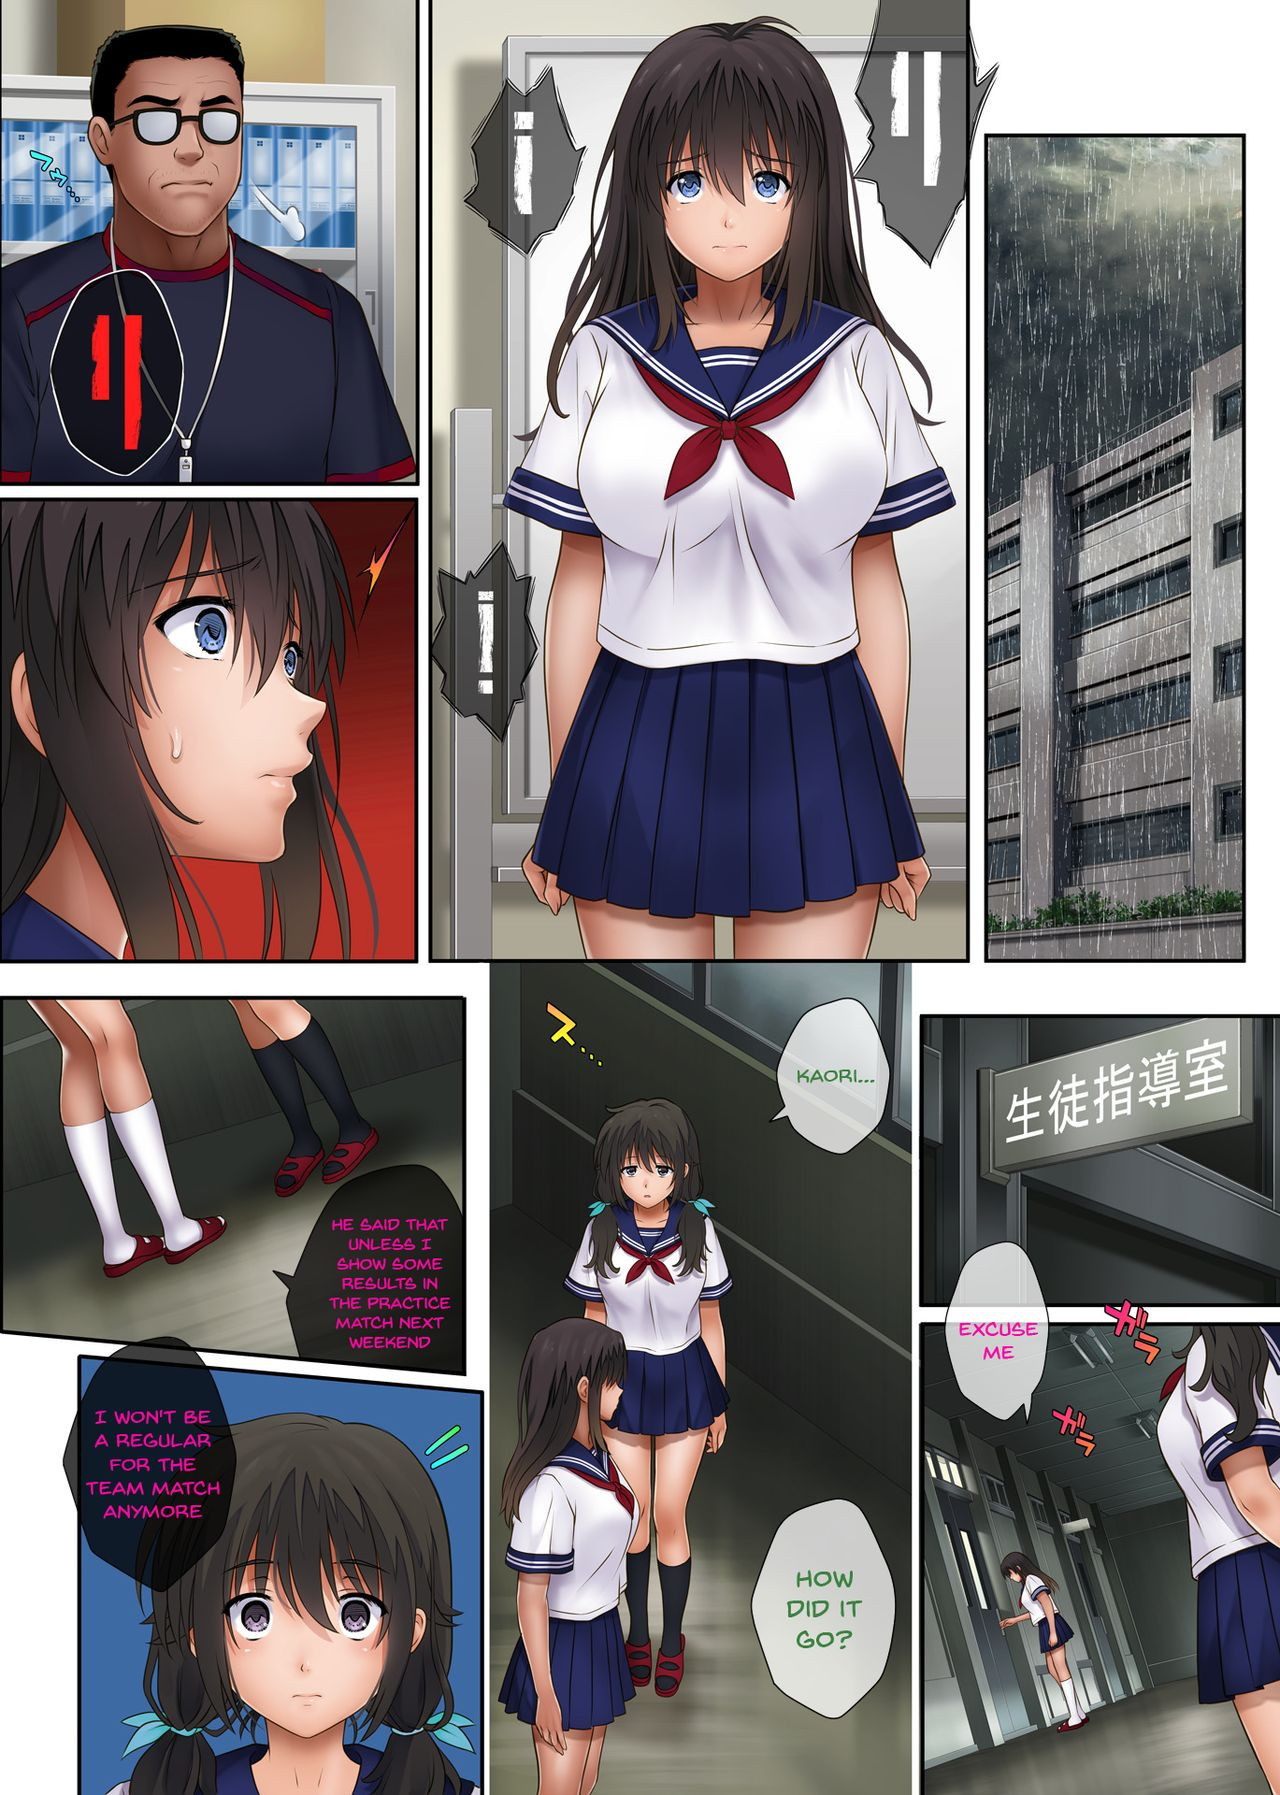 フゥ...
生徒指導室
EXCUSE
ME
ガラ
ガラ
KAORI...
ス...
HOW
DID IT
GO?
HE SAID THAT
UNLESS I
SHOW SOME
RESULTS IN
THE PRACTICE
MATCH NEXT
WEEKEND
I WON'T BE
A REGULAR
FOR THE
TEAM MATCH
ANYMORE